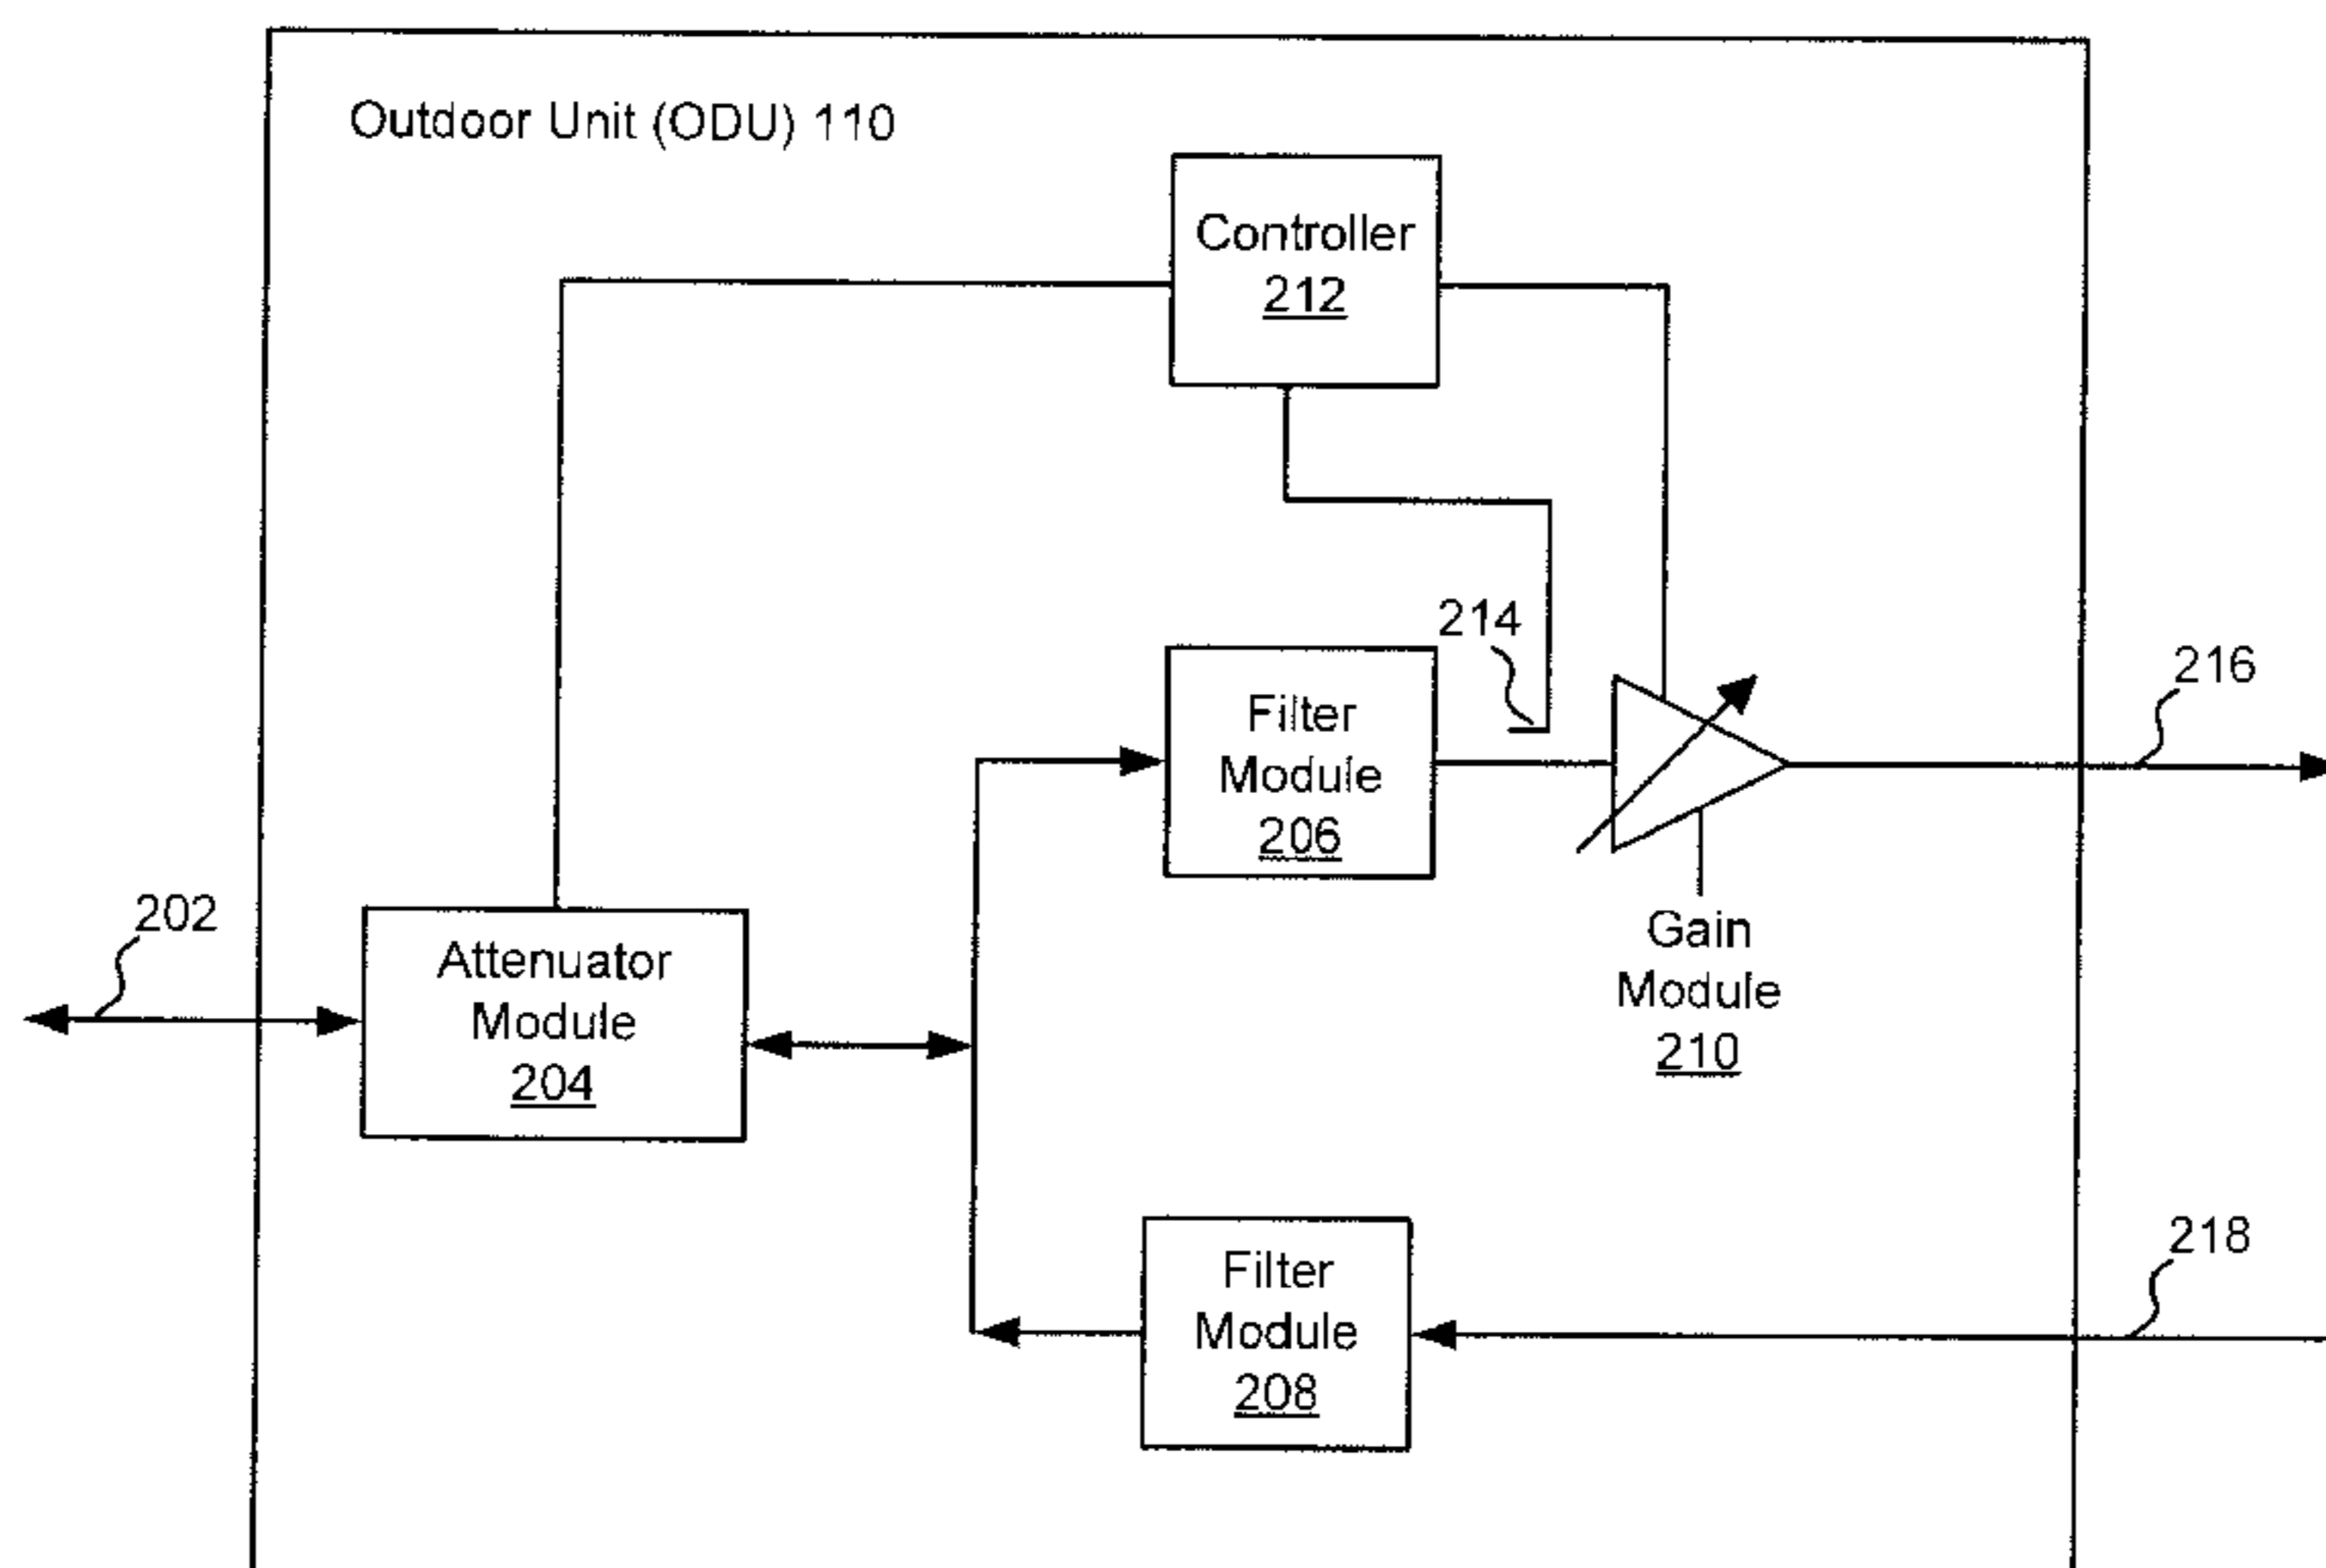 Outdoor Unit (ODU) 110
Controller
212
214
Filter
Module
206
216
202
Attenuator
Module
204
Gain
Module
210
218
Filter
Module
208